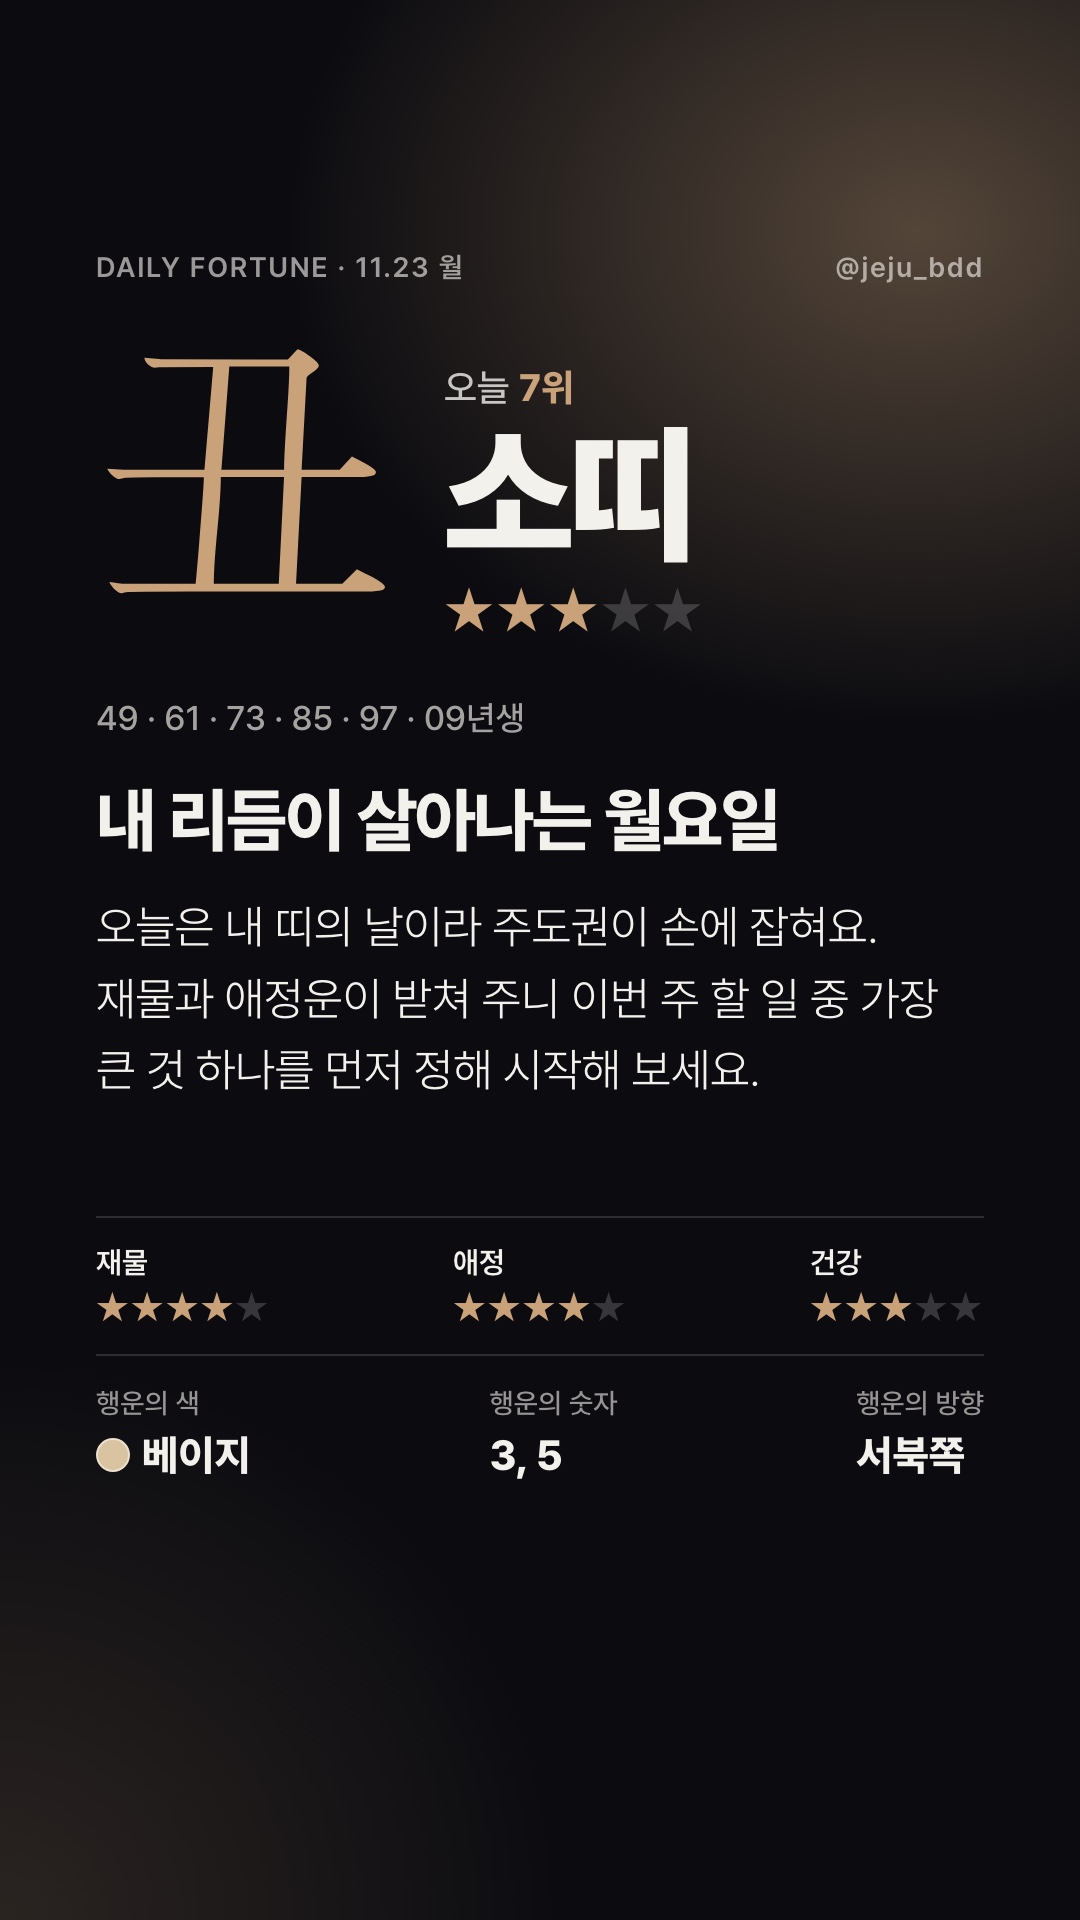 DAILY FORTUNE · 11.23 월
@jeju_bdd
丑
오늘 7위
소띠
★★★★★
49 · 61 · 73 · 85 · 97 · 09년생
내 리듬이 살아나는 월요일
오늘은 내 띠의 날이라 주도권이 손에 잡혀요.
재물과 애정운이 받쳐 주니 이번 주 할 일 중 가장
큰 것 하나를 먼저 정해 시작해 보세요.
재물 애정 건강
★★★★★ ★★★★★ ★★★★★
행운의 색 행운의 숫자 행운의 방향
베이지 3, 5 서북쪽